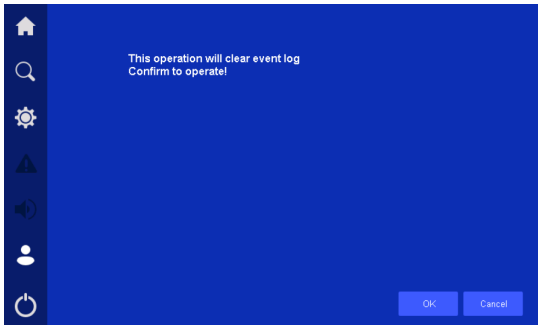 This operation will clear event log
Confirm to operate!
OK
Cancel